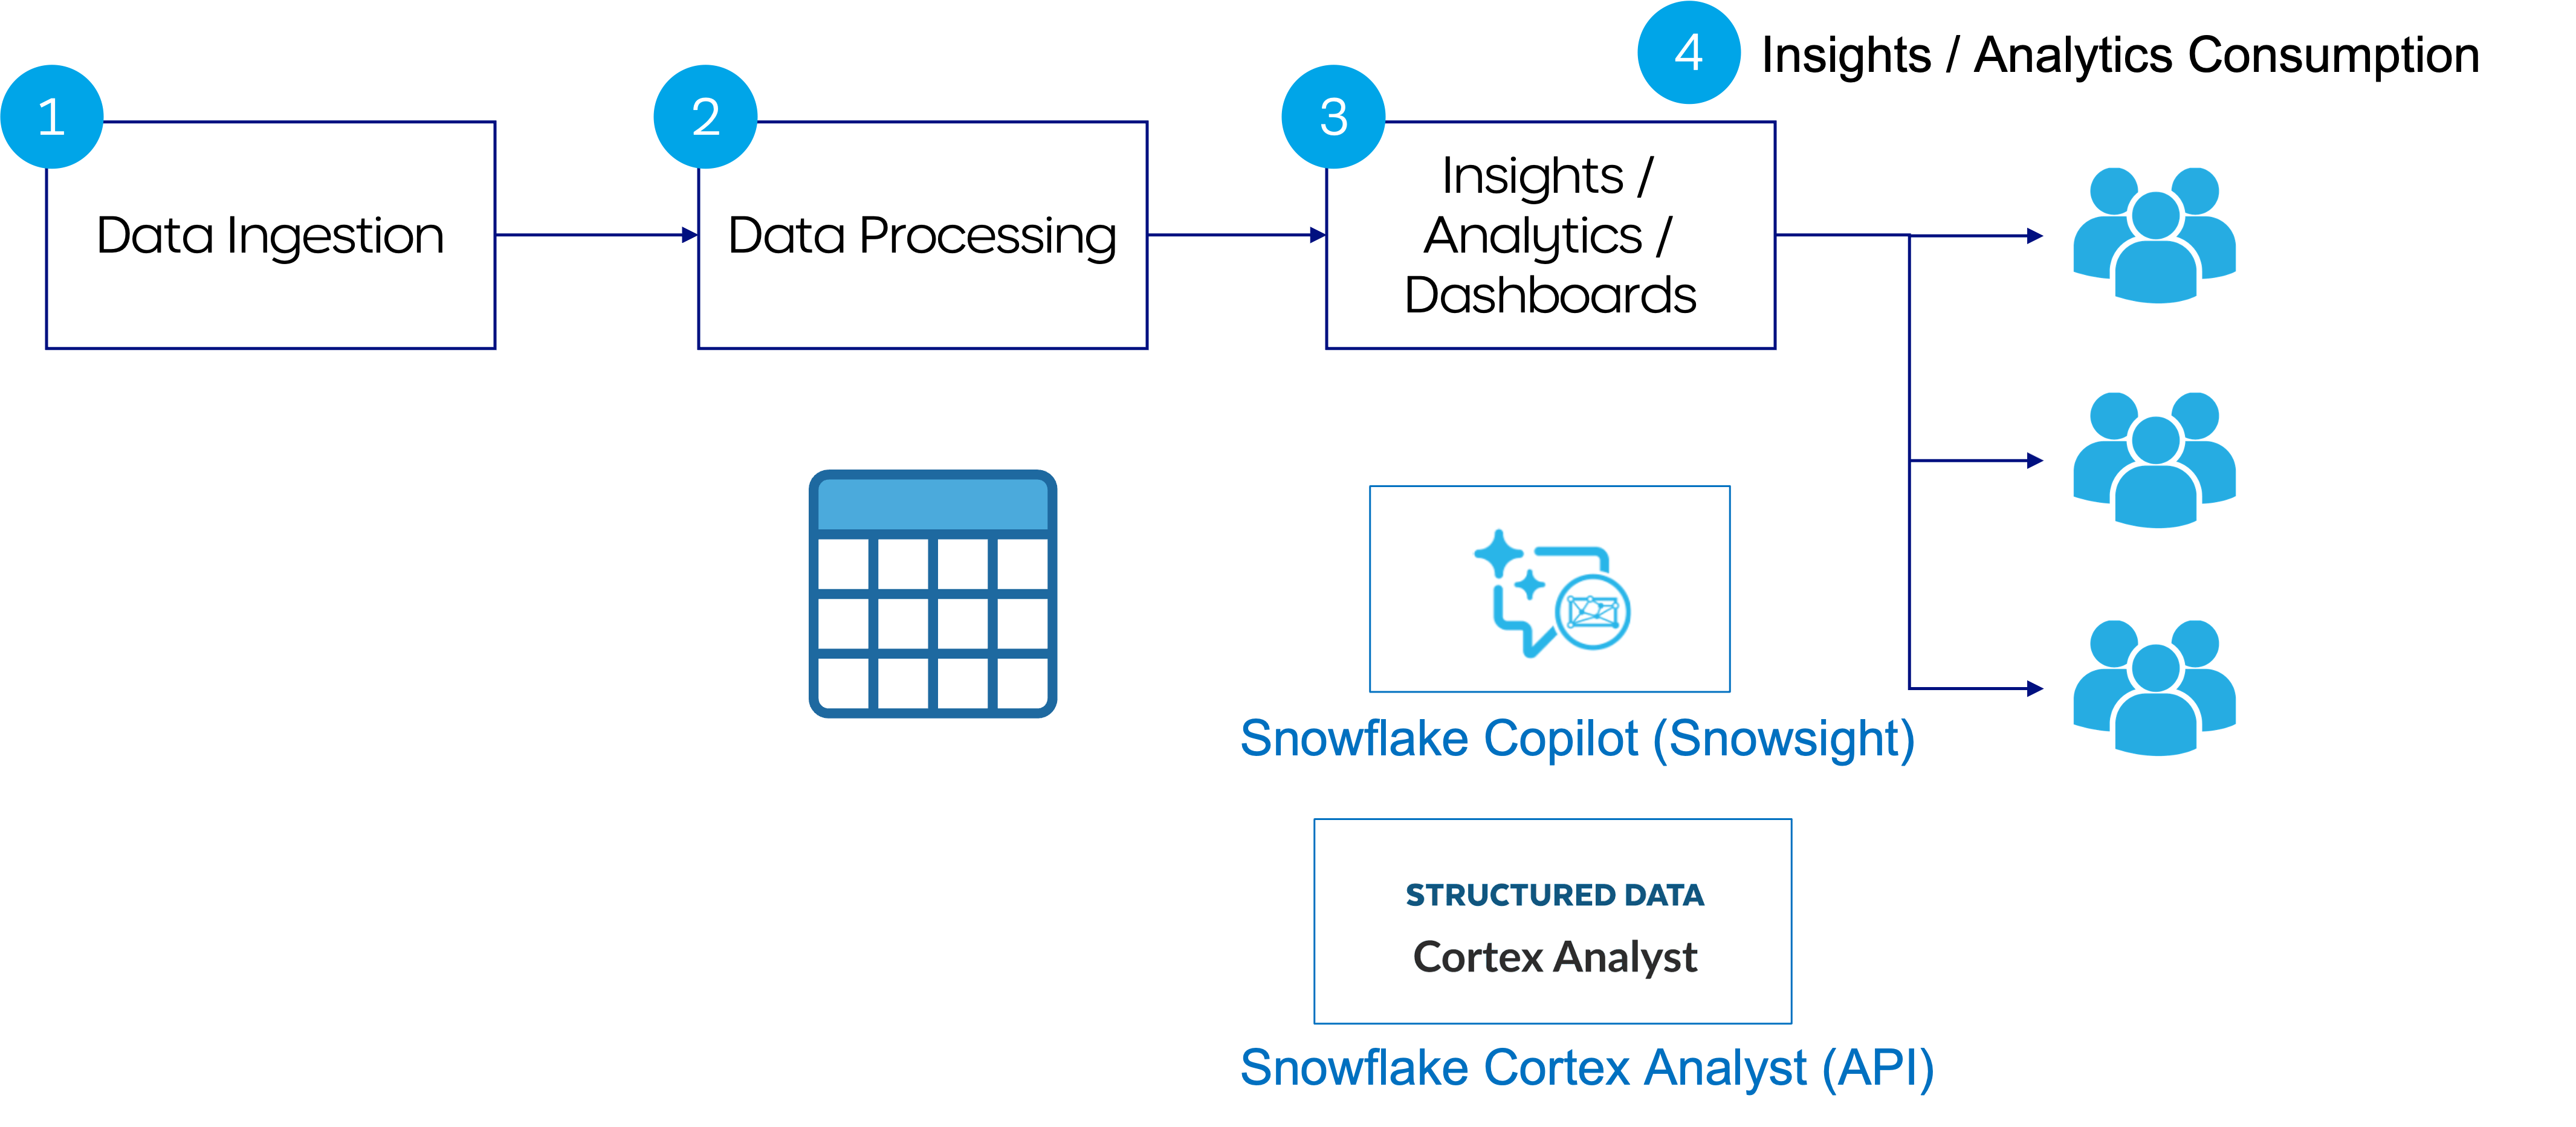 1
Data Ingestion
2
Data Processing
3
Insights /
Analytics /
Dashboards
4
Insights / Analytics Consumption
Snowflake Copilot (Snowsight)
STRUCTURED DATA
Cortex Analyst
Snowflake Cortex Analyst (API)